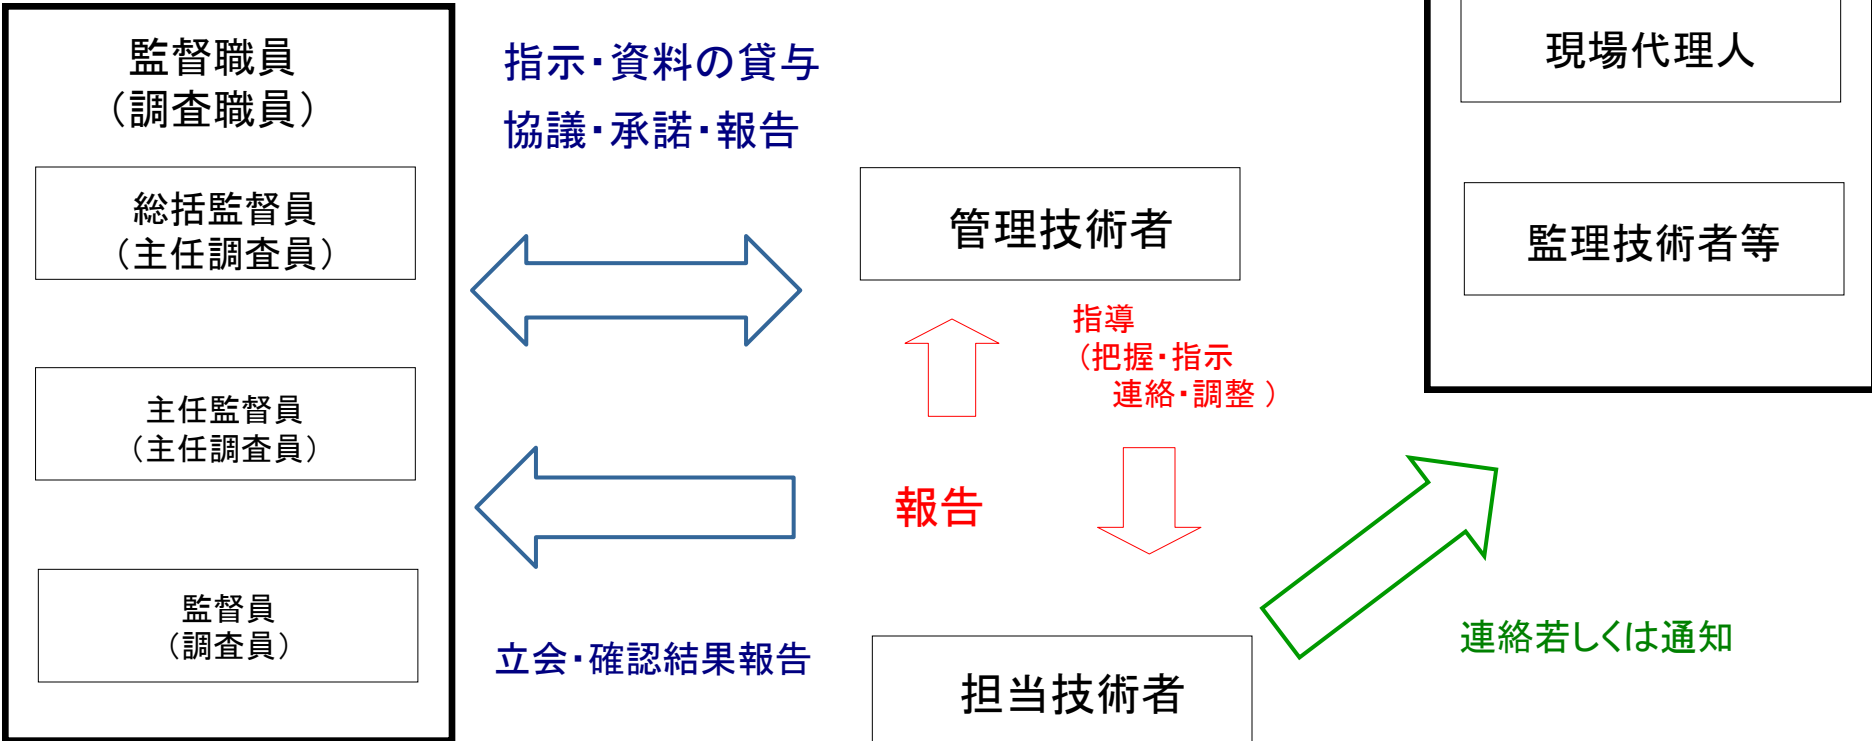 監督職員
（調査職員）
総括監督員
（主任調査員）
主任監督員
（主任調査員）
監督員
（調査員）
指示・資料の貸与
協議・承諾・報告
立会・確認結果報告
管理技術者
指導
（把握・指示
連絡・調整 ）
報告
担当技術者
現場代理人
監理技術者等
連絡若しくは通知